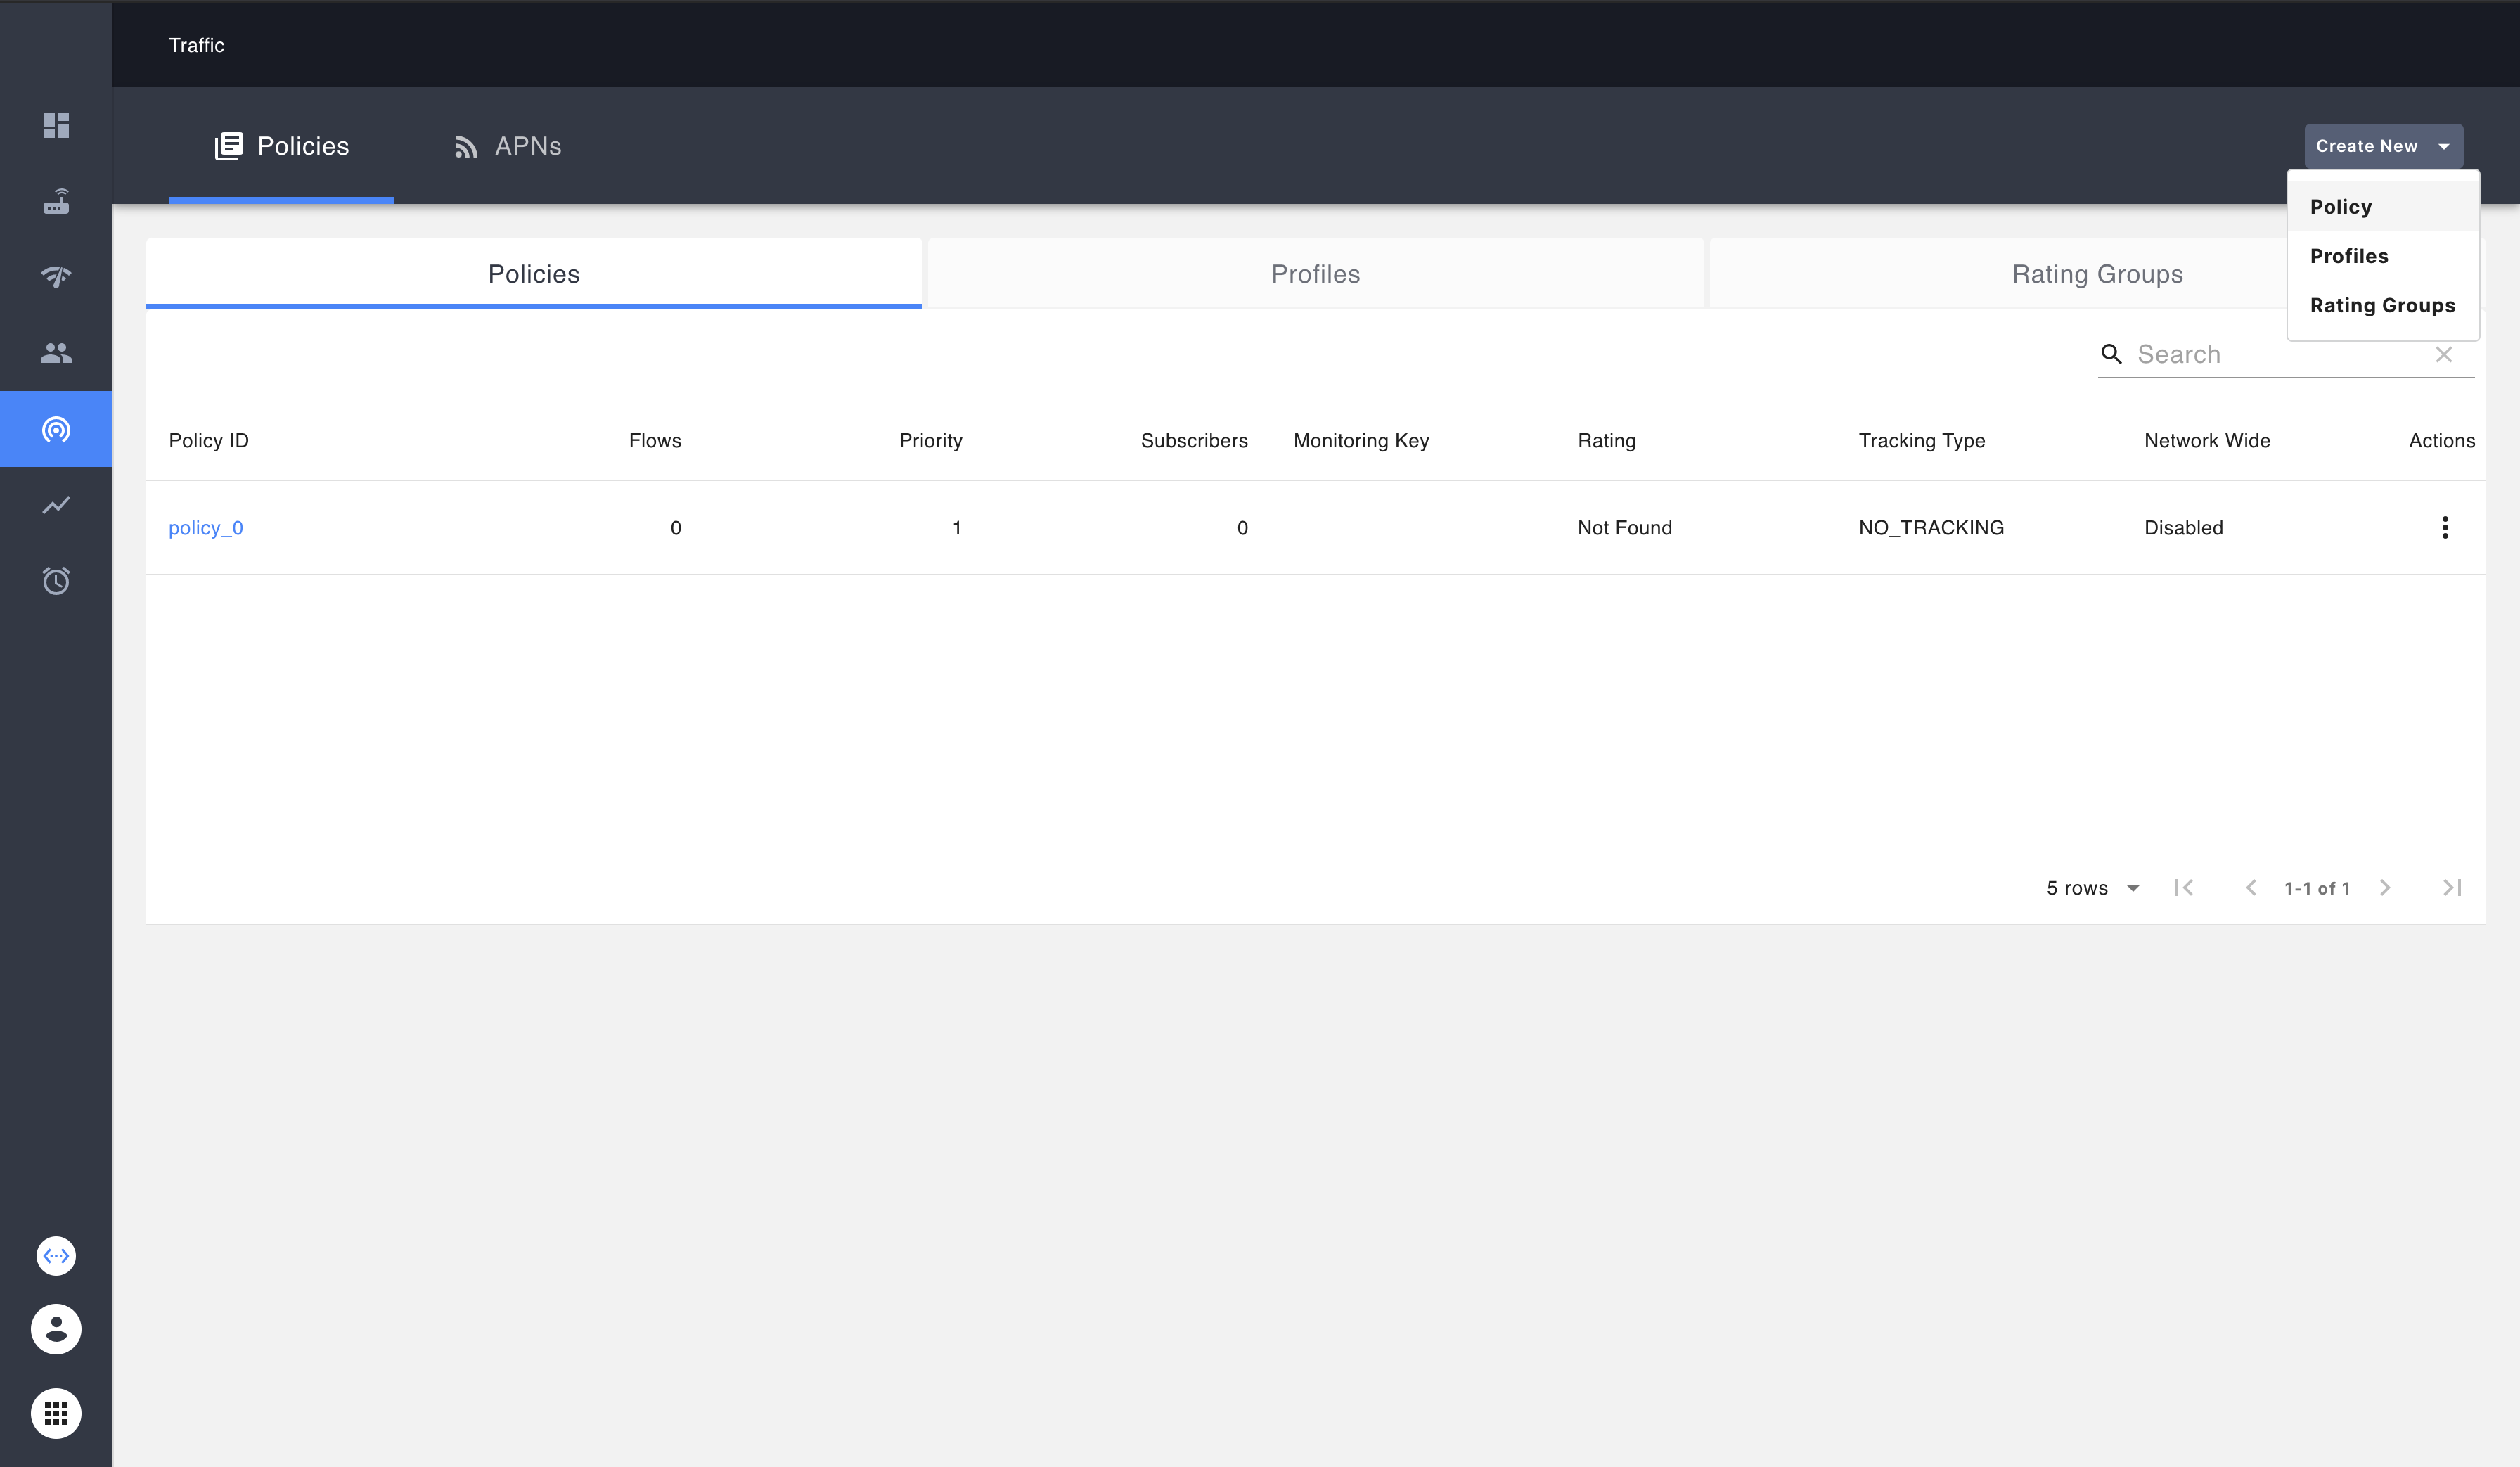 Traffic
Policies
APNs
Create New
Policy
Profiles
Rating Groups
Policies
Profiles
Rating Groups
Search
Policy ID Flows Priority Subscribers Monitoring Key Rating Tracking Type Network Wide Actions
policy_0 0 1 0 Not Found NO_TRACKING Disabled
5 rows 1-1 of 1